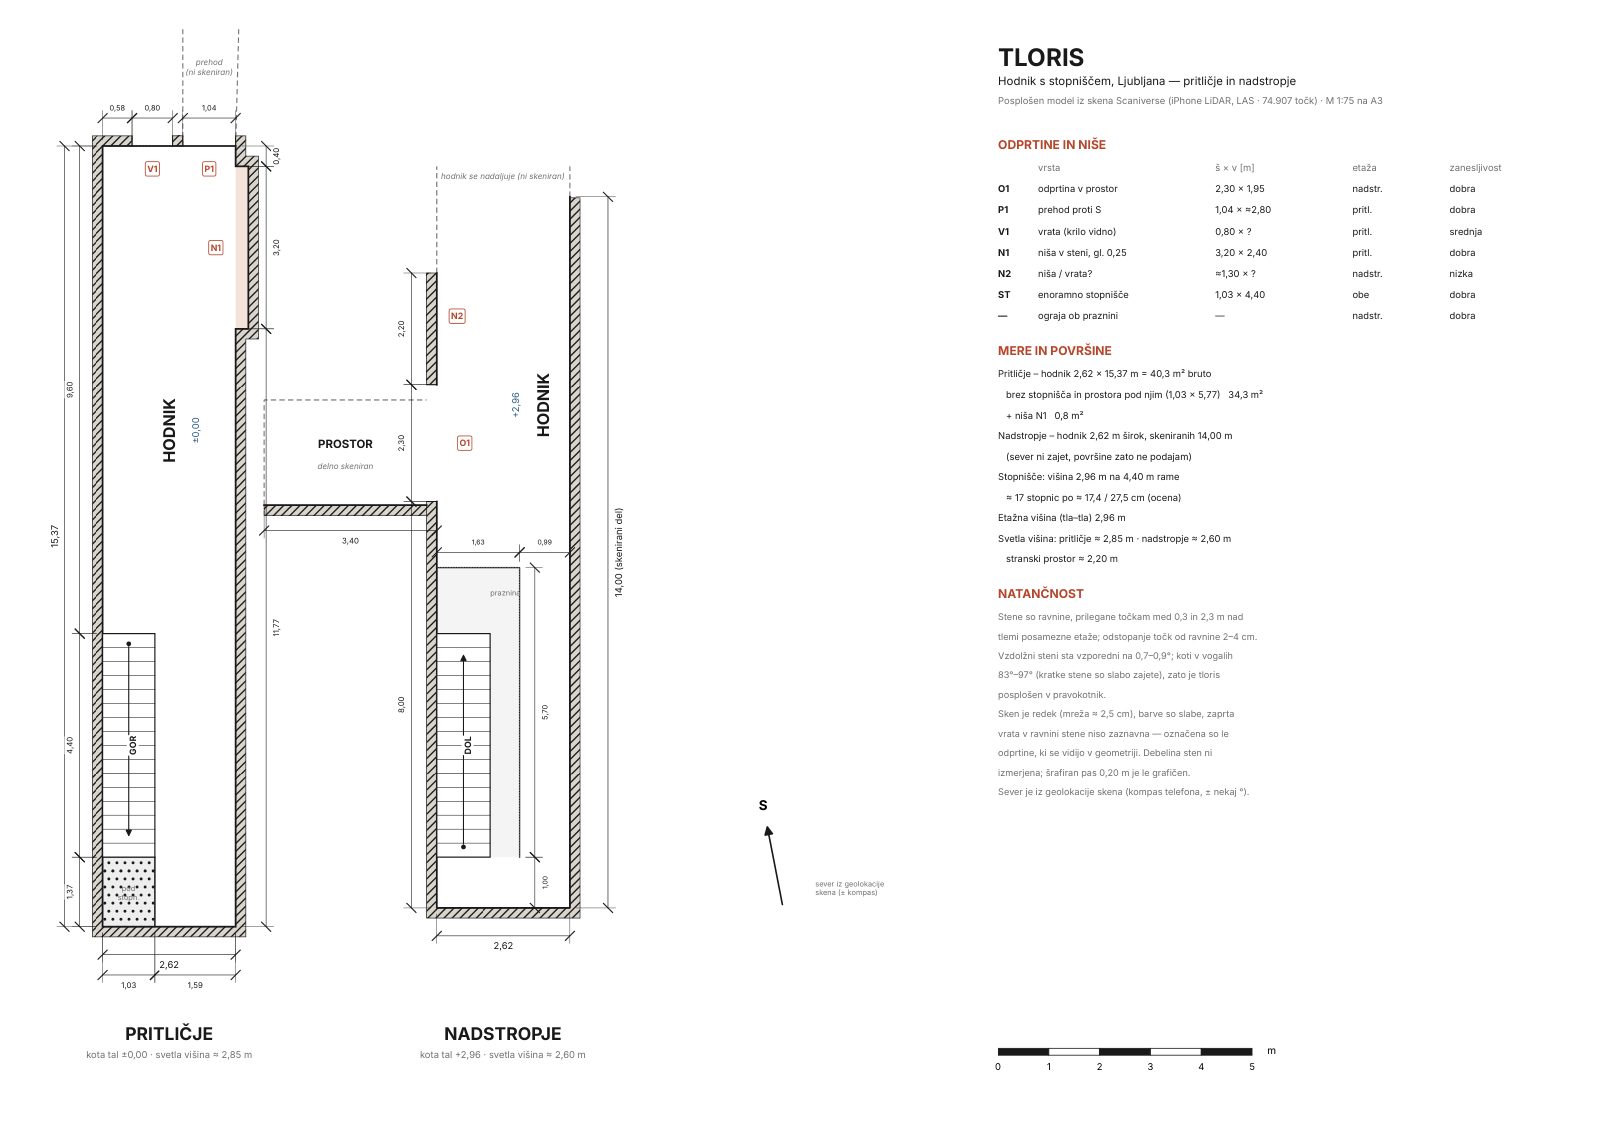 TLORIS
Hodnik s stopniščem, Ljubljana — pritličje in nadstropje
Posplošen model iz skena Scaniverse (iPhone LiDAR, LAS · 74.907 točk) · M 1:75 na A3
prehod
(ni skeniran)
0,58 0,80 1,04
0,40
V1 P1
N1
3,20
9,60
HODNIK
±0,00
15,37
11,77
4,40
GOR
1,37
pod
stopn.
2,62
1,03 1,59
PRITLIČJE
kota tal ±0,00 · svetla višina ≈ 2,85 m
hodnik se nadaljuje (ni skeniran)
N2
2,20
HODNIK
+2,96
PROSTOR
delno skeniran
2,30
O1
3,40
1,63 0,99
14,00 (skenirani del)
praznina
8,00
5,70
DOL
1,00
2,62
NADSTROPJE
kota tal +2,96 · svetla višina ≈ 2,60 m
S
sever iz geolokacije
skena (± kompas)
ODPRTINE IN NIŠE
vrsta š × v [m] etaža zanesljivost
O1 odprtina v prostor 2,30 × 1,95 nadstr. dobra
P1 prehod proti S 1,04 × ≈2,80 pritl. dobra
V1 vrata (krilo vidno) 0,80 × ? pritl. srednja
N1 niša v steni, gl. 0,25 3,20 × 2,40 pritl. dobra
N2 niša / vrata? ≈1,30 × ? nadstr. nizka
ST enoramno stopnišče 1,03 × 4,40 obe dobra
— ograja ob praznini — nadstr. dobra
MERE IN POVRŠINE
Pritličje – hodnik 2,62 × 15,37 m = 40,3 m² bruto
brez stopnišča in prostora pod njim (1,03 × 5,77) 34,3 m²
+ niša N1 0,8 m²
Nadstropje – hodnik 2,62 m širok, skeniranih 14,00 m
(sever ni zajet, površine zato ne podajam)
Stopnišče: višina 2,96 m na 4,40 m rame
≈ 17 stopnic po ≈ 17,4 / 27,5 cm (ocena)
Etažna višina (tla–tla) 2,96 m
Svetla višina: pritličje ≈ 2,85 m · nadstropje ≈ 2,60 m
stranski prostor ≈ 2,20 m
NATANČNOST
Stene so ravnine, prilegane točkam med 0,3 in 2,3 m nad
tlemi posamezne etaže; odstopanje točk od ravnine 2–4 cm.
Vzdolžni steni sta vzporedni na 0,7–0,9°; koti v vogalih
83°–97° (kratke stene so slabo zajete), zato je tloris
posplošen v pravokotnik.
Sken je redek (mreža ≈ 2,5 cm), barve so slabe, zaprta
vrata v ravnini stene niso zaznavna — označena so le
odprtine, ki se vidijo v geometriji. Debelina sten ni
izmerjena; šrafiran pas 0,20 m je le grafičen.
Sever je iz geolokacije skena (kompas telefona, ± nekaj °).
m
0 1 2 3 4 5